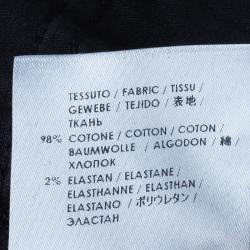 TESSUTO / FABRIC / TISSU /
GEWEBE / TEJIDO / 表地 /
ТКАНЬ
98% COTONE / COTTON / COTON /
BAUMWOLLE / ALGODON / 綿 /
ХЛОПОК
2% ELASTAN / ELASTANE /
ELASTHANNE / ELASTHAN /
ELASTANO / ポリウレタン /
ЭЛАСТАН